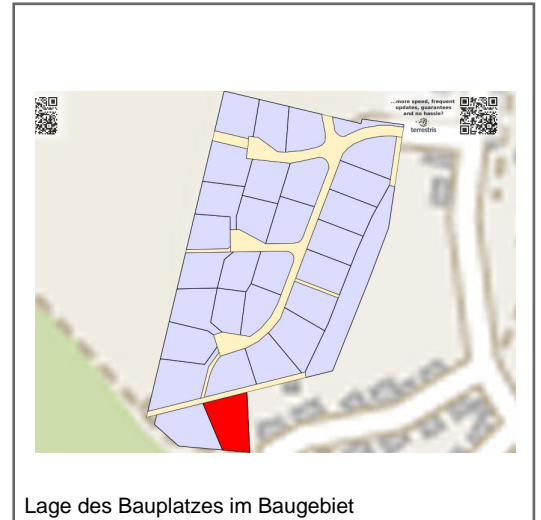 ...more speed, frequent
updates, guarantees
and no hassle?
terrestris
Lage des Bauplatzes im Baugebiet